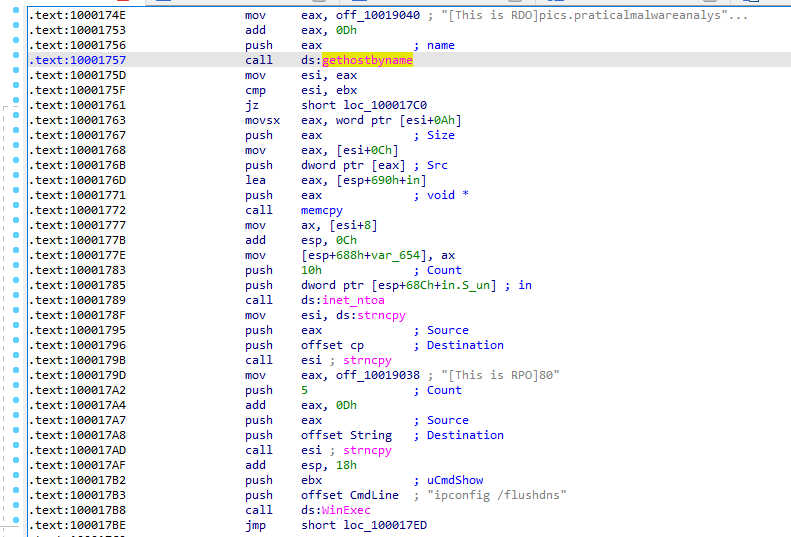 .text:1000174E mov eax, off_10019040 ; "[This is RDO]pics.praticalmalwareanalys"...
.text:10001753 add eax, 0Dh
.text:10001756 push eax ; name
.text:10001757 call ds:gethostbyname
.text:1000175D mov esi, eax
.text:1000175F cmp esi, ebx
.text:10001761 jz short loc_100017C0
.text:10001763 movsx eax, word ptr [esi+0Ah]
.text:10001767 push eax ; Size
.text:10001768 mov eax, [esi+0Ch]
.text:1000176B push dword ptr [eax] ; Src
.text:1000176D lea eax, [esp+690h+in]
.text:10001771 push eax ; void *
.text:10001772 call memcpy
.text:10001777 mov ax, [esi+8]
.text:1000177B add esp, 0Ch
.text:1000177E mov [esp+688h+var_654], ax
.text:10001783 push 10h ; Count
.text:10001785 push dword ptr [esp+68Ch+in.S_un] ; in
.text:10001789 call ds:inet_ntoa
.text:1000178F mov esi, ds:strncpy
.text:10001795 push eax ; Source
.text:10001796 push offset cp ; Destination
.text:1000179B call esi ; strncpy
.text:1000179D mov eax, off_10019038 ; "[This is RPO]80"
.text:100017A2 push 5 ; Count
.text:100017A4 add eax, 0Dh
.text:100017A7 push eax ; Source
.text:100017A8 push offset String ; Destination
.text:100017AD call esi ; strncpy
.text:100017AF add esp, 18h
.text:100017B2 push ebx ; uCmdShow
.text:100017B3 push offset CmdLine ; "ipconfig /flushdns"
.text:100017B8 call ds:WinExec
.text:100017BE jmp short loc_100017ED